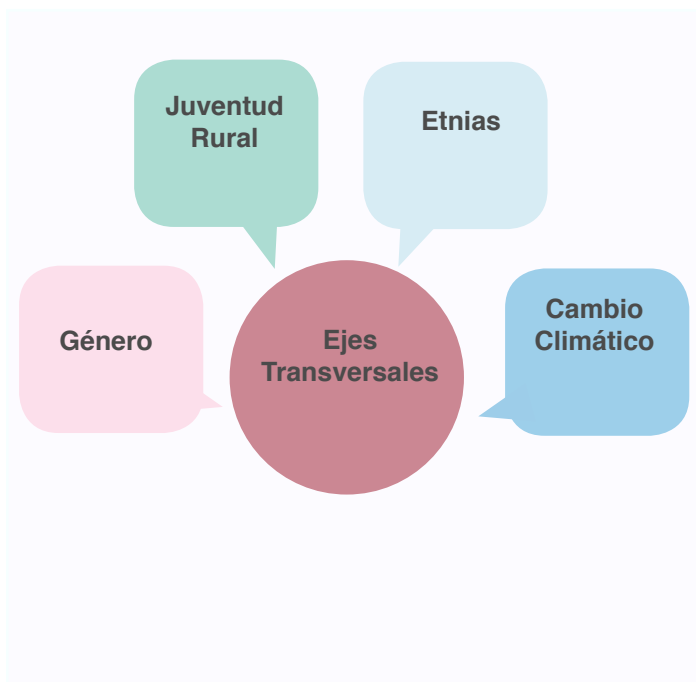 Juventud
Rural
Etnias
Género
Ejes
Transversales
Cambio
Climático